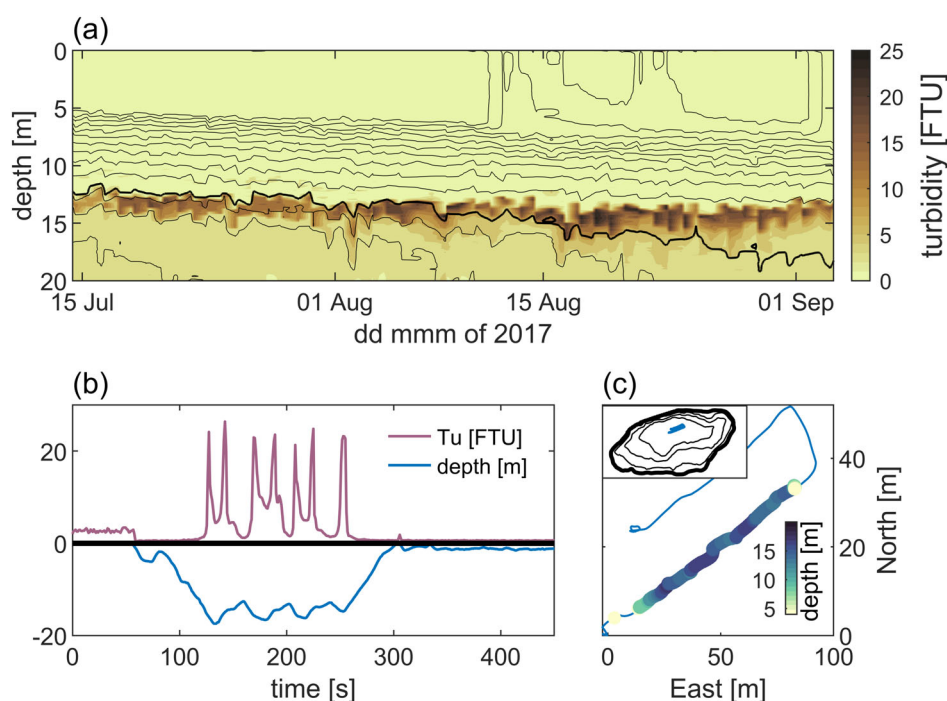 (a)
0
5
10
15
20
depth [m]
15 Jul 01 Aug 15 Aug 01 Sep
dd mmm of 2017
25
20
15
10
5
0
turbidity [FTU]
(b)
20
0
-20
Tu [FTU]
depth [m]
0 100 200 300 400
time [s]
(c)
40
20
0
North [m]
15
10
5
depth [m]
0 50 100
East [m]